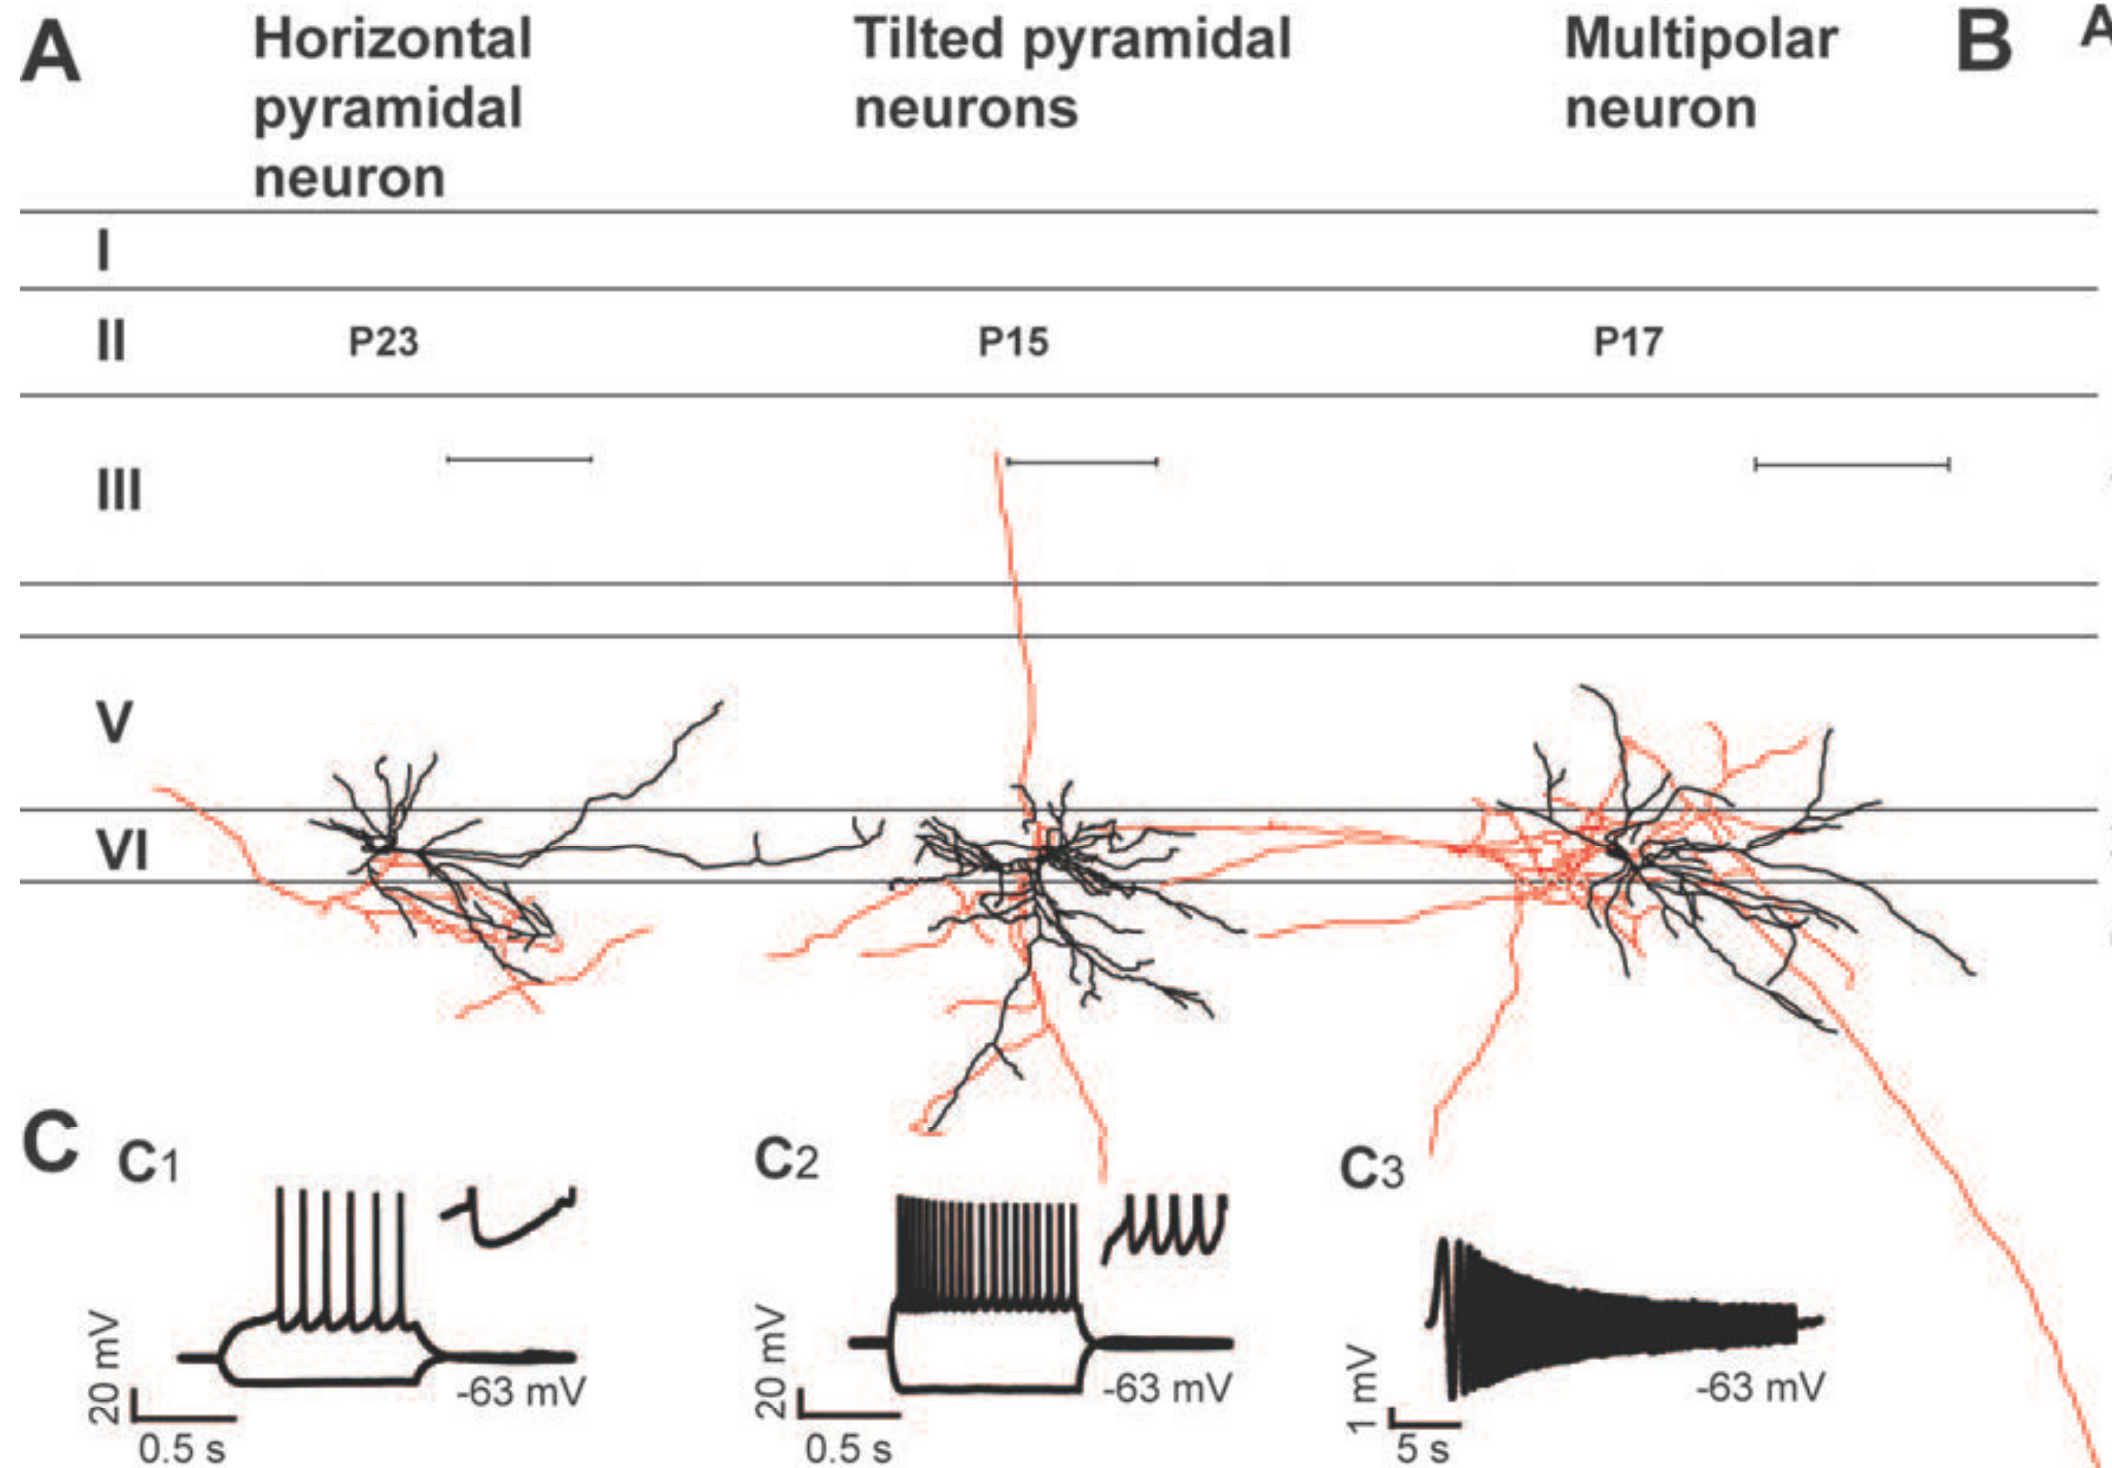 A
Horizontal
pyramidal
neuron
Tilted pyramidal
neurons
Multipolar
neuron
B
A
I
II
P23
P15
P17
III
V
VI
C
C1
C2
C3
20 mV
0.5 s
-63 mV
20 mV
0.5 s
-63 mV
1 mV
5 s
-63 mV